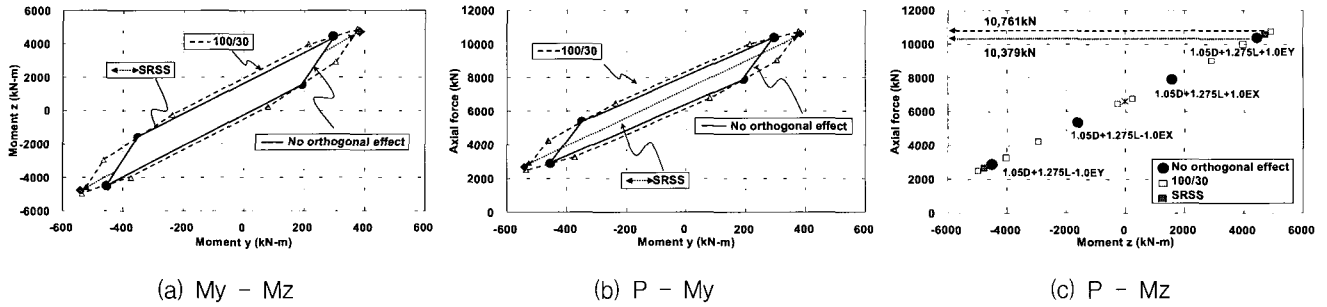 6000
4000
2000
0
-2000
-4000
-6000
Moment z (kN-m)
100/30
SRSS
No orthogonal effect
-600
-400
-200
0
200
400
600
Moment y (kN-m)
(a) My - Mz
12000
10000
8000
6000
4000
2000
0
Axial force (kN)
100/30
No orthogonal effect
SRSS
-600
-400
-200
0
200
400
600
Moment y (kN-m)
(b) P - My
12000
10000
8000
6000
4000
2000
0
Axial force (kN)
10,761kN
10,379kN
1.05D+1.275L+1.0EY
1.05D+1.275L+1.0EX
1.05D+1.275L-1.0EX
1.05D+1.275L-1.0EY
No orthogonal effect
100/30
SRSS
-6000
-4000
-2000
0
2000
4000
6000
Moment z (kN-m)
(c) P - Mz